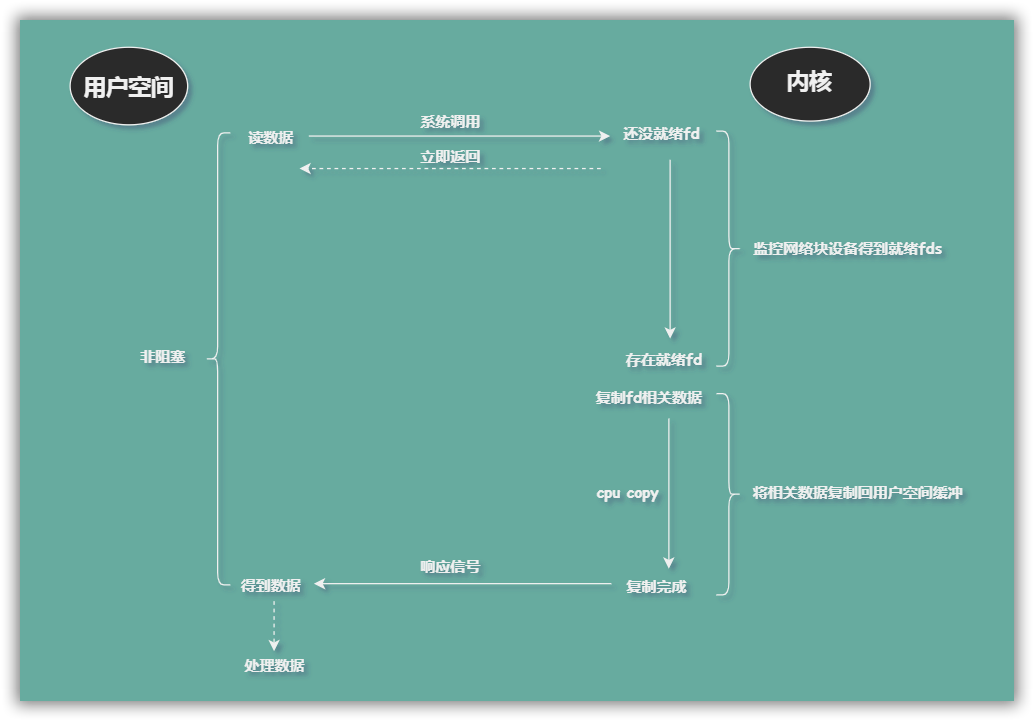 用户空间
内核
读数据
系统调用
还没就绪fd
立即返回
监控网络块设备得到就绪fds
非阻塞
存在就绪fd
复制fd相关数据
cpu copy
将相关数据复制回用户空间缓冲
响应信号
得到数据
复制完成
处理数据